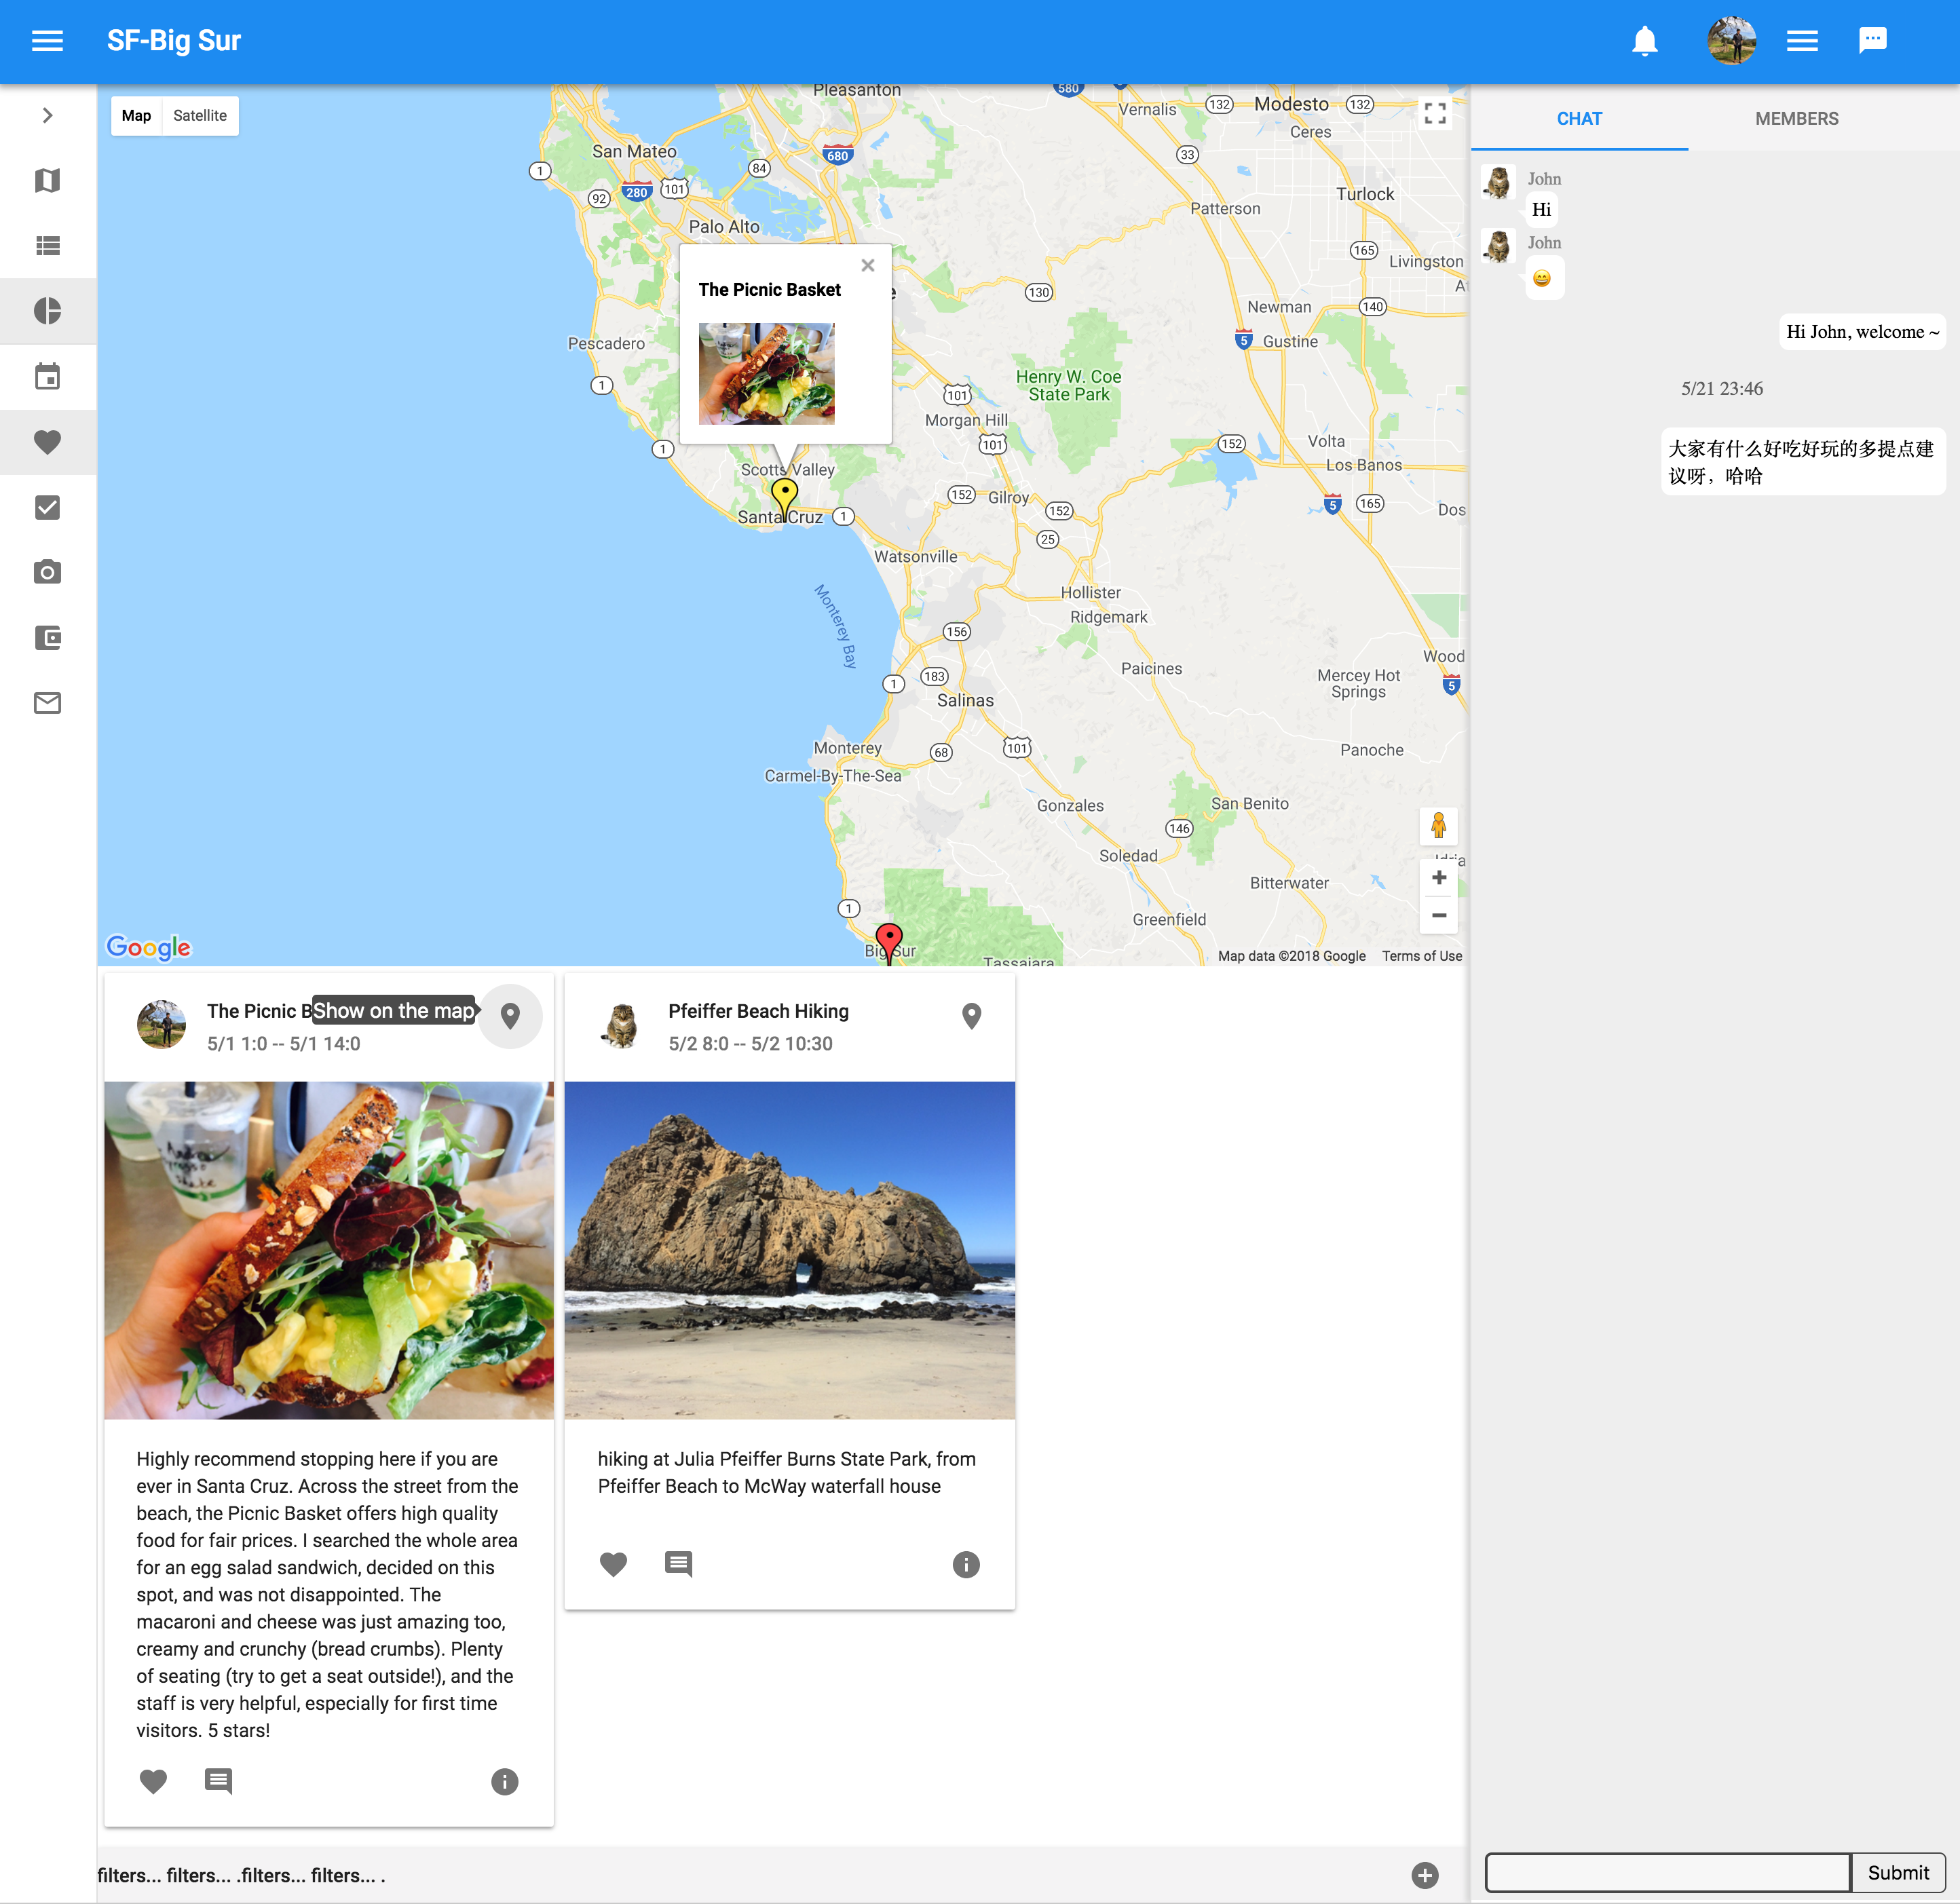 SF-Big Sur
Map
Satellite
Pleasanton
580
Vernalis
132
Modesto
132
Ceres
San Mateo
680
33
1
84
280
101
92
Turlock
Patterson
Palo Alto
165
Livingston
The Picnic Basket
130
Newman
140
Pescadero
5
Gustine
1
Henry W. Coe
State Park
101
Morgan Hill
101
152
Volta
1
Los Banos
Scotts Valley
152
Gilroy
152
5
165
Dos
Santa Cruz
1
25
Watsonville
Monterey Bay
Hollister
Ridgemark
156
Wood
Paicines
183
Mercey Hot
Springs
5
1
Salinas
Monterey
68
101
Panoche
Carmel-By-The-Sea
Gonzales
San Benito
146
Soledad
Bitterwater
1
Greenfield
Big Sur
Google
Tassajara
Map data ©2018 Google
Terms of Use
The Picnic B
Show on the map
5/1 1:0 -- 5/1 14:0
Highly recommend stopping here if you are
ever in Santa Cruz. Across the street from the
beach, the Picnic Basket offers high quality
food for fair prices. I searched the whole area
for an egg salad sandwich, decided on this
spot, and was not disappointed. The
macaroni and cheese was just amazing too,
creamy and crunchy (bread crumbs). Plenty
of seating (try to get a seat outside!), and the
staff is very helpful, especially for first time
visitors. 5 stars!
Pfeiffer Beach Hiking
5/2 8:0 -- 5/2 10:30
hiking at Julia Pfeiffer Burns State Park, from
Pfeiffer Beach to McWay waterfall house
filters... filters... .filters... filters... .
CHAT
MEMBERS
John
Hi
John
😄
Hi John, welcome ~
5/21 23:46
大家有什么好吃好玩的多提点建
议呀，哈哈
Submit